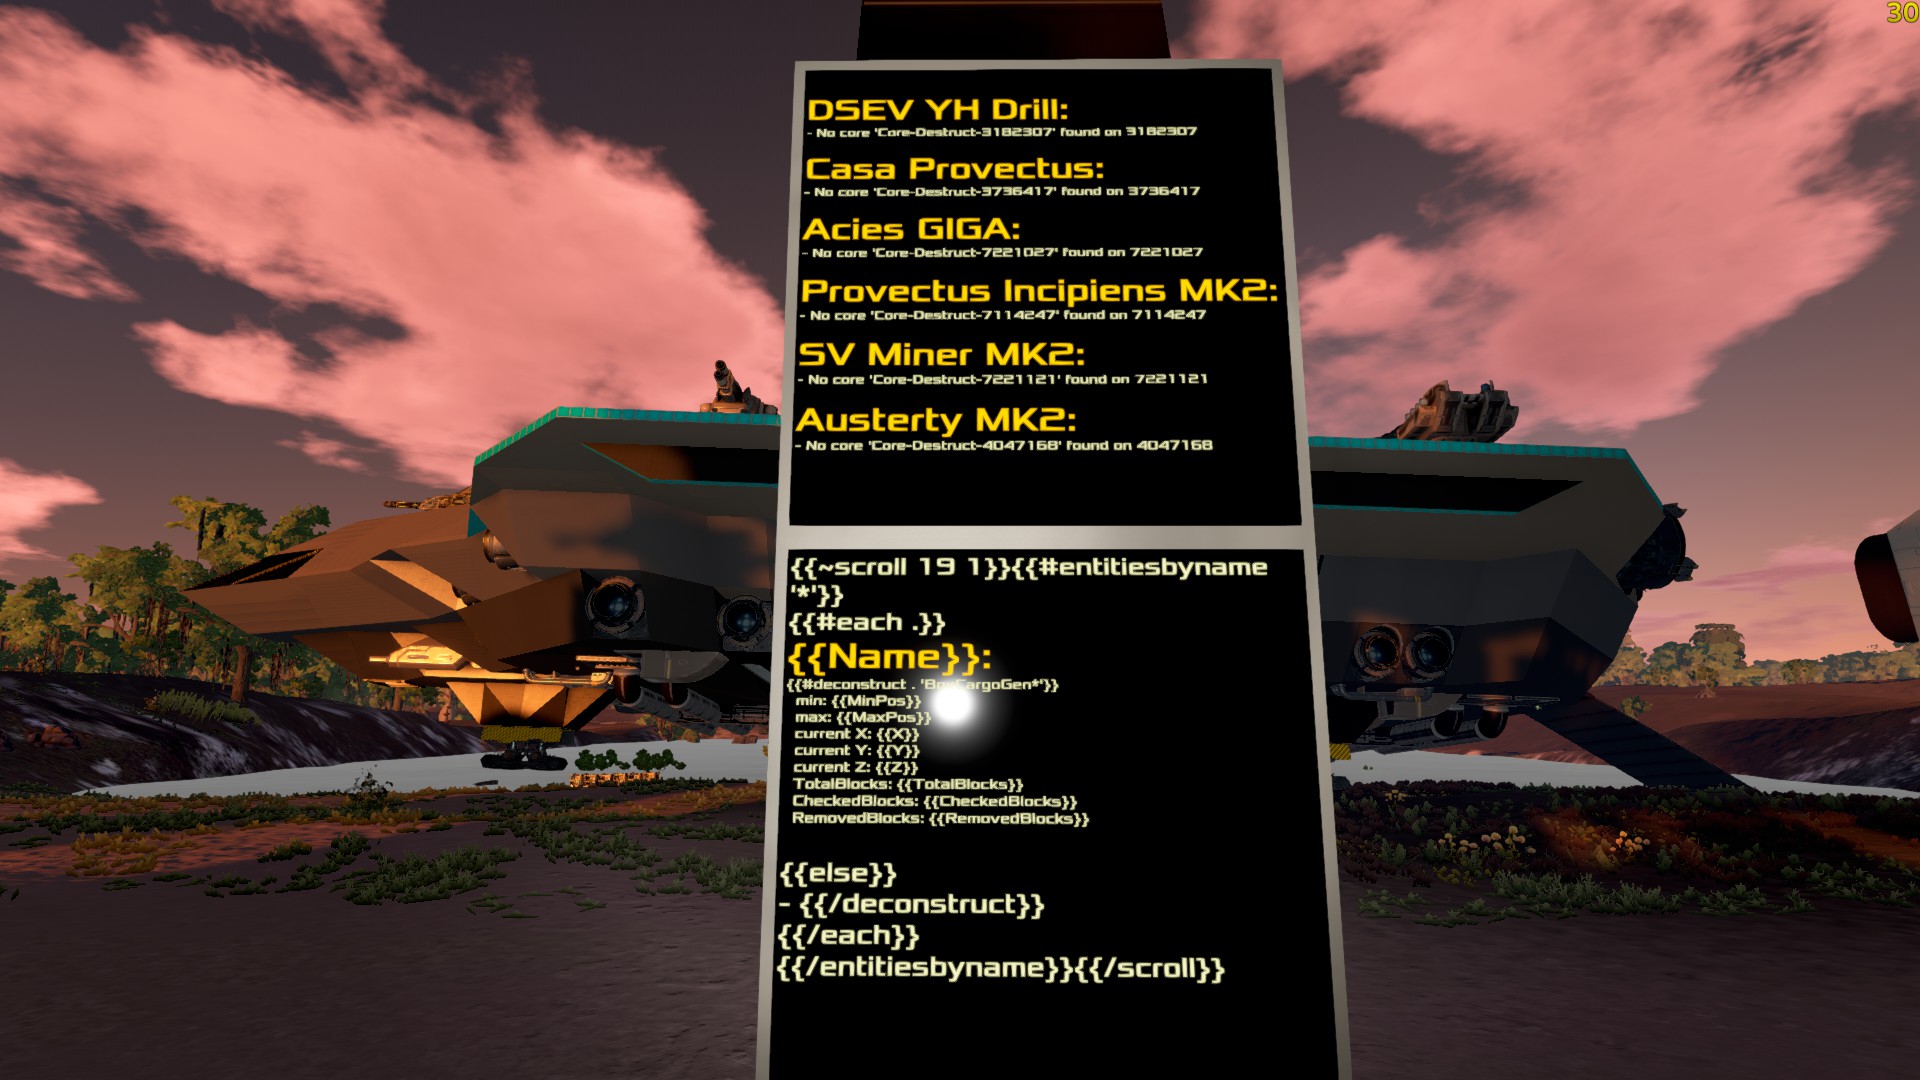 30
DSEV YH Drill:
- No core 'Core-Destruct-3182307' found on 3182307
Casa Provectus:
- No core 'Core-Destruct-3736417' found on 3736417
Acies GIGA:
- No core 'Core-Destruct-7221027' found on 7221027
Provectus Incipiens MK2:
- No core 'Core-Destruct-7114247' found on 7114247
SV Miner MK2:
- No core 'Core-Destruct-7221121' found on 7221121
Austerty MK2:
- No core 'Core-Destruct-4047168' found on 4047168
{{~scroll 19 1}}{{#entitiesbyname
'*'}}
{{#each .}}
{{Name}}:
{{#deconstruct .
min: {{MinPos}}
max: {{MaxPos}}
current X: {{X}}
current Y: {{Y}}
current Z: {{Z}}
TotalBlocks: {{TotalBlocks}}
CheckedBlocks: {{CheckedBlocks}}
RemovedBlocks: {{RemovedBlocks}}
{{else}}
- {{/deconstruct}}
{{/each}}
{{/entitiesbyname}}{{/scroll}}